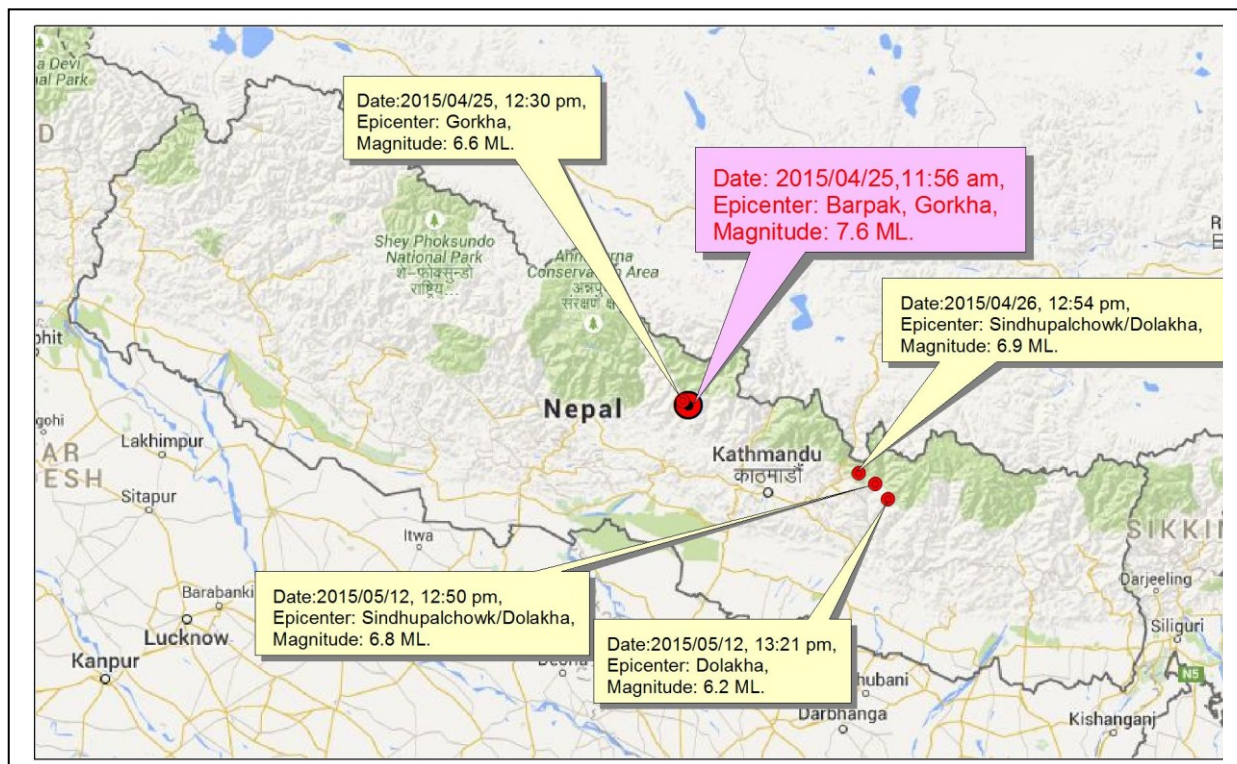 a Devi
nal Park
D
Date:2015/04/25, 12:30 pm,
Epicenter: Gorkha,
Magnitude: 6.6 ML.
Date: 2015/04/25,11:56 am,
Epicenter: Barpak, Gorkha,
Magnitude: 7.6 ML.
Shey Phoksundo
National Park
राष्ट्रिय...
Conservation Area
Date:2015/04/26, 12:54 pm,
Epicenter: Sindhupalchowk/Dolakha,
Magnitude: 6.9 ML.
Nepal
Kathmandu
काठमाडौं
gohi
Lakhimpur
AR
ESH
Sitapur
Itwa
SIKKIN
Barabanki
Lucknow
Kanpur
Date:2015/05/12, 12:50 pm,
Epicenter: Sindhupalchowk/Dolakha,
Magnitude: 6.8 ML.
Date:2015/05/12, 13:21 pm,
Epicenter: Dolakha,
Magnitude: 6.2 ML.
Darjeeling
Siliguri
N5
hubani
Darbhanga
Kishanganj